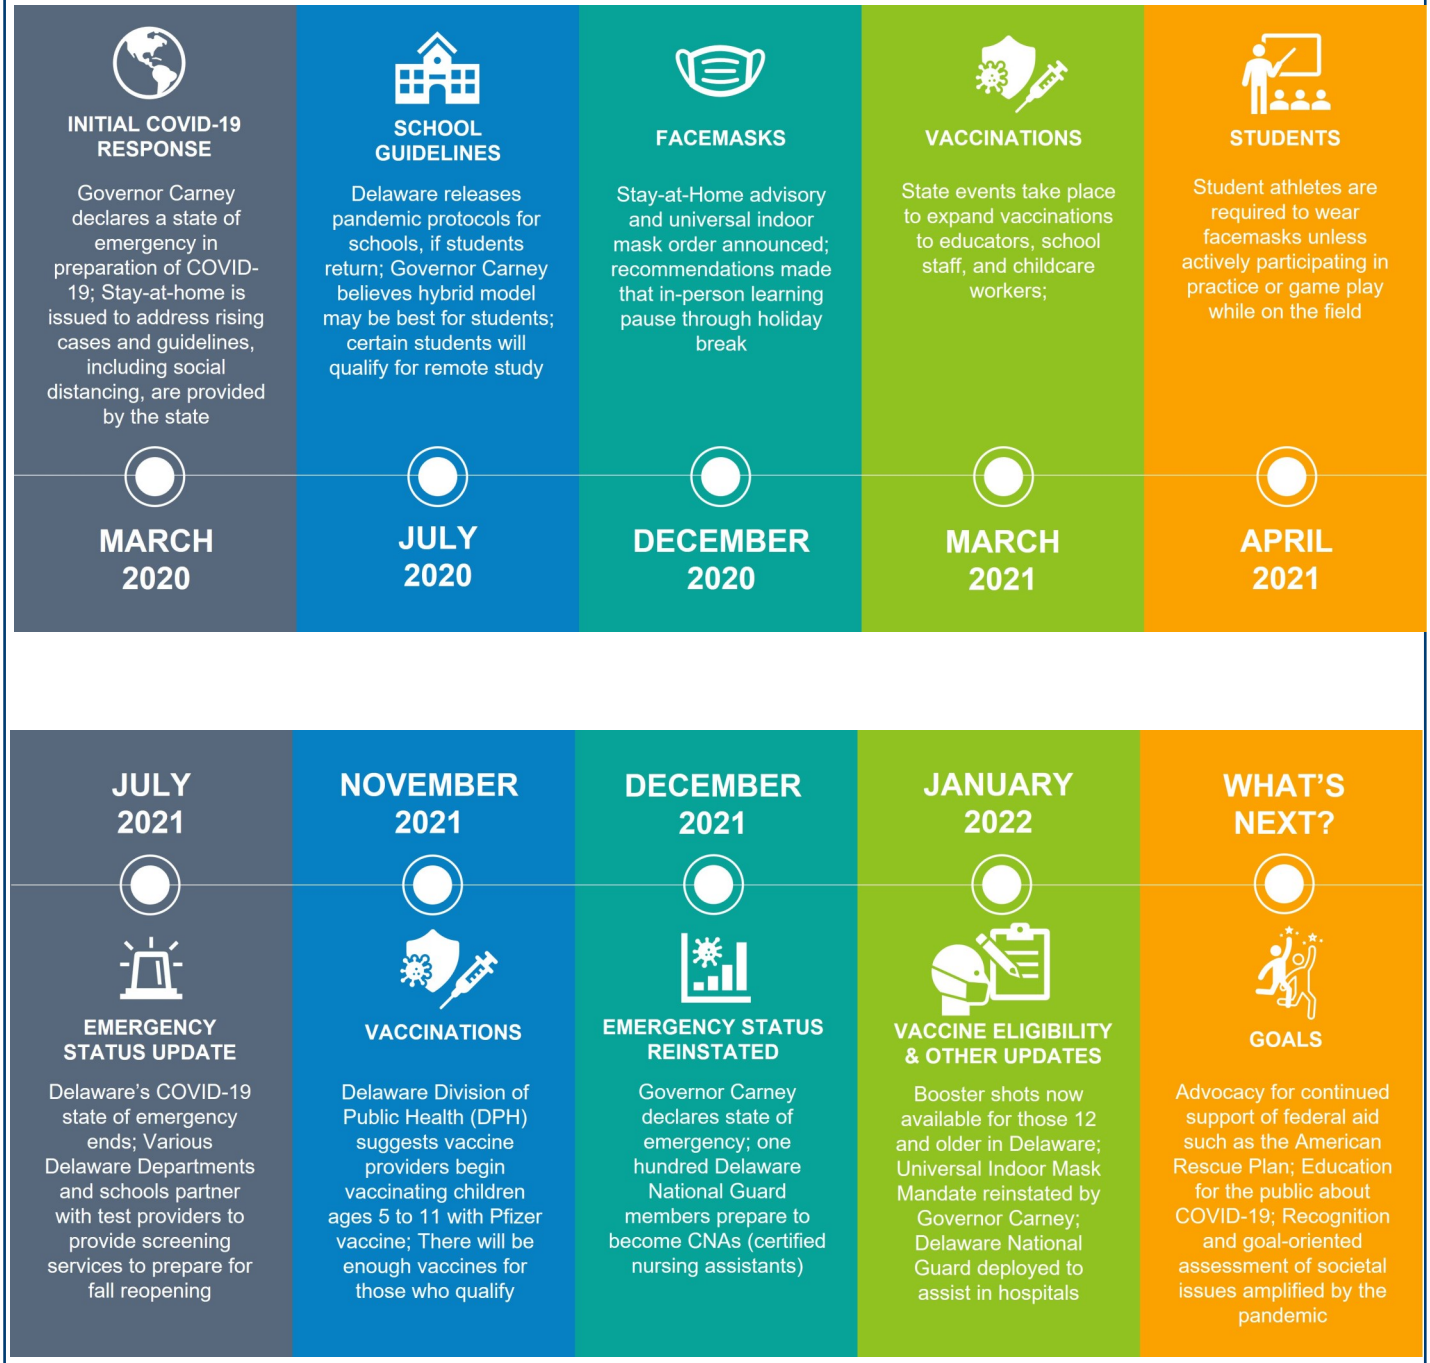 INITIAL COVID-19
RESPONSE
Governor Carney
declares a state of
emergency in
preparation of COVID-
19; Stay-at-home is
issued to address rising
cases and guidelines,
including social
distancing, are provided
by the state
MARCH
2020
SCHOOL
GUIDELINES
Delaware releases
pandemic protocols for
schools, if students
return; Governor Carney
believes hybrid model
may be best for students;
certain students will
qualify for remote study
JULY
2020
FACEMASKS
Stay-at-Home advisory
and universal indoor
mask order announced;
recommendations made
that in-person learning
pause through holiday
break
DECEMBER
2020
VACCINATIONS
State events take place
to expand vaccinations
to educators, school
staff, and childcare
workers;
MARCH
2021
STUDENTS
Student athletes are
required to wear
facemasks unless
actively participating in
practice or game play
while on the field
APRIL
2021
JULY
2021
EMERGENCY
STATUS UPDATE
Delaware's COVID-19
state of emergency
ends; Various
Delaware Departments
and schools partner
with test providers to
provide screening
services to prepare for
fall reopening
NOVEMBER
2021
VACCINATIONS
Delaware Division of
Public Health (DPH)
suggests vaccine
providers begin
vaccinating children
ages 5 to 11 with Pfizer
vaccine; There will be
enough vaccines for
those who qualify
DECEMBER
2021
EMERGENCY STATUS
REINSTATED
Governor Carney
declares state of
emergency; one
hundred Delaware
National Guard
members prepare to
become CNAs (certified
nursing assistants)
JANUARY
2022
VACCINE ELIGIBILITY
& OTHER UPDATES
Booster shots now
available for those 12
and older in Delaware;
Universal Indoor Mask
Mandate reinstated by
Governor Carney;
Delaware National
Guard deployed to
assist in hospitals
WHAT'S
NEXT?
GOALS
Advocacy for continued
support of federal aid
such as the American
Rescue Plan; Education
for the public about
COVID-19; Recognition
and goal-oriented
assessment of societal
issues amplified by the
pandemic